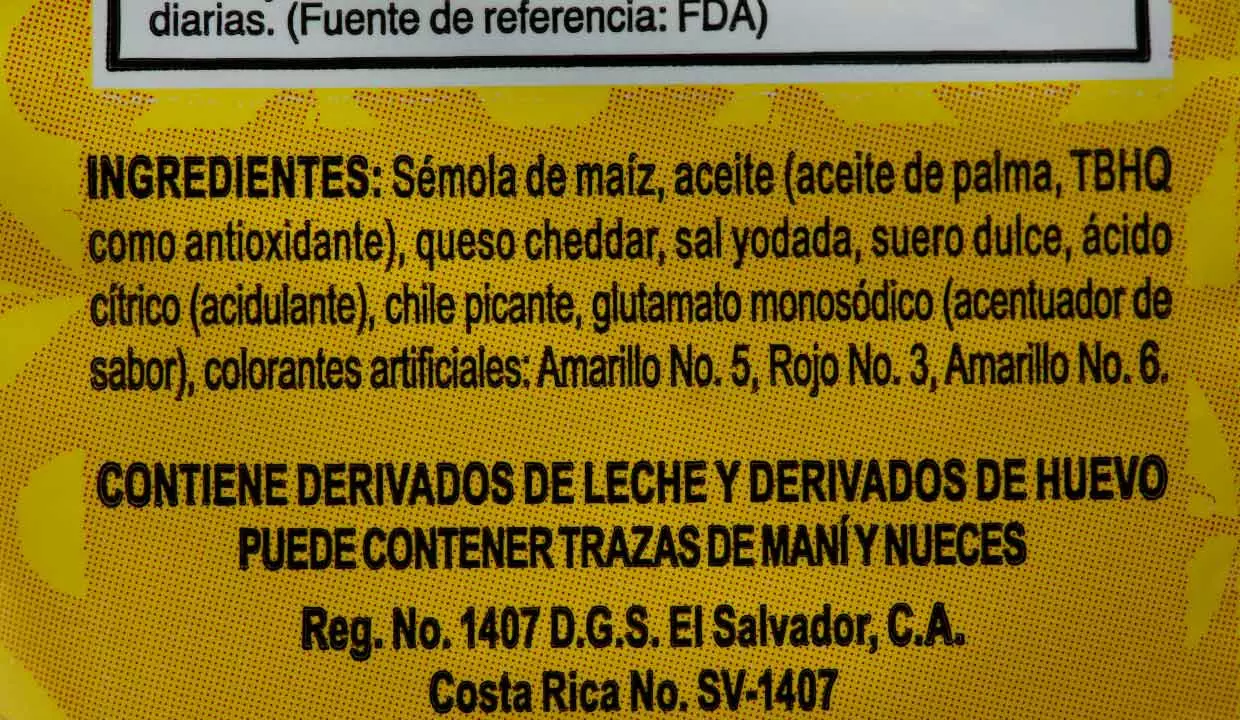 diarias. (Fuente de referencia: FDA)
INGREDIENTES: Sémola de maíz, aceite (aceite de palma, TBHQ
como antioxidante), queso cheddar, sal yodada, suero dulce, ácido
cítrico (acidulante), chile picante, glutamato monosódico (acentuador de
sabor), colorantes artificiales: Amarillo No. 5, Rojo No. 3, Amarillo No. 6.
CONTIENE DERIVADOS DE LECHE Y DERIVADOS DE HUEVO
PUEDE CONTENER TRAZAS DE MANÍ Y NUECES
Reg. No. 1407 D.G.S. El Salvador, C.A.
Costa Rica No. SV-1407